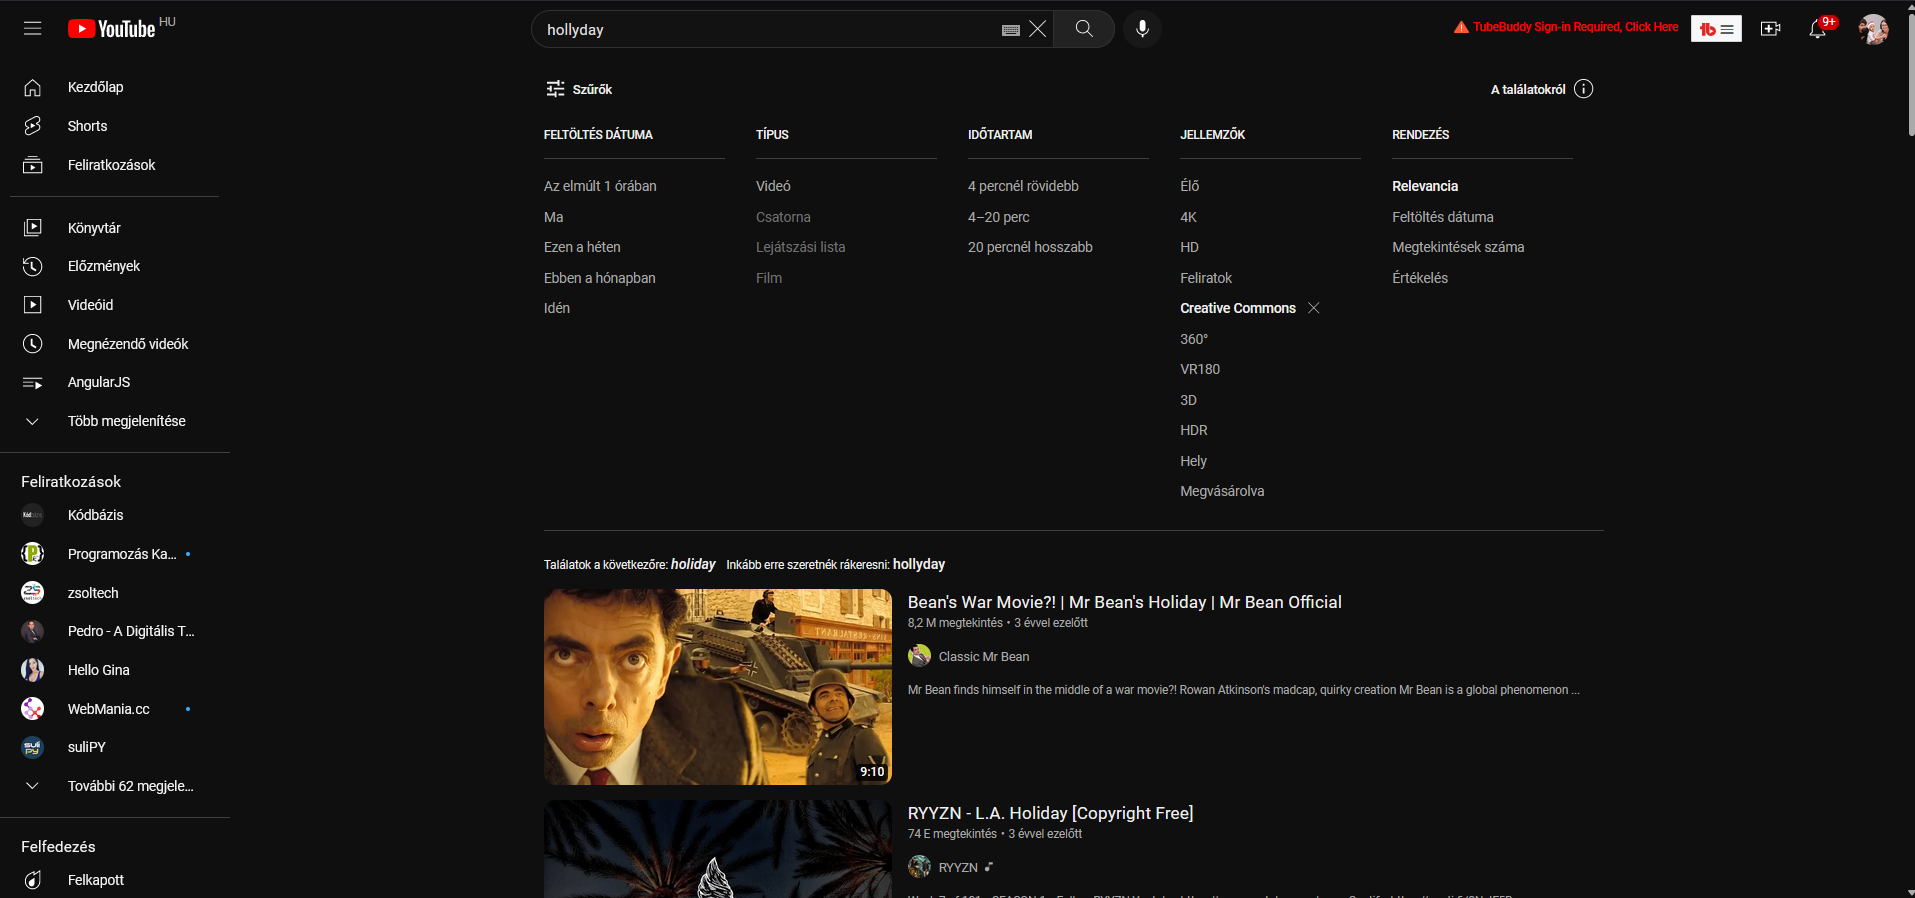 YouTube HU
hollyday
TubeBuddy Sign-in Required, Click Here
tb
9+
Kezdőlap
Shorts
Feliratkozások
Könyvtár
Előzmények
Videóid
Megnézendő videók
AngularJS
Több megjelenítése
Feliratkozások
Kódbázis
Programozás Ka...
zsoltech
Pedro - A Digitális T...
Hello Gina
WebMania.cc
suliPY
További 62 megjele...
Felfedezés
Felkapott
Szűrők
A találatokról
FELTÖLTÉS DÁTUMA
Az elmúlt 1 órában
Ma
Ezen a héten
Ebben a hónapban
Idén
TÍPUS
Videó
Csatorna
Lejátszási lista
Film
IDŐTARTAM
4 percnél rövidebb
4–20 perc
20 percnél hosszabb
JELLEMZŐK
Élő
4K
HD
Feliratok
Creative Commons
360°
VR180
3D
HDR
Hely
Megvásárolva
RENDEZÉS
Relevancia
Feltöltés dátuma
Megtekintések száma
Értékelés
Találatok a következőre: holiday Inkább erre szeretnék rákeresni: hollyday
9:10
Bean's War Movie?! | Mr Bean's Holiday | Mr Bean Official
8,2 M megtekintés • 3 évvel ezelőtt
Classic Mr Bean
Mr Bean finds himself in the middle of a war movie?! Rowan Atkinson's madcap, quirky creation Mr Bean is a global phenomenon ...
RYYZN - L.A. Holiday [Copyright Free]
74 E megtekintés • 3 évvel ezelőtt
RYYZN